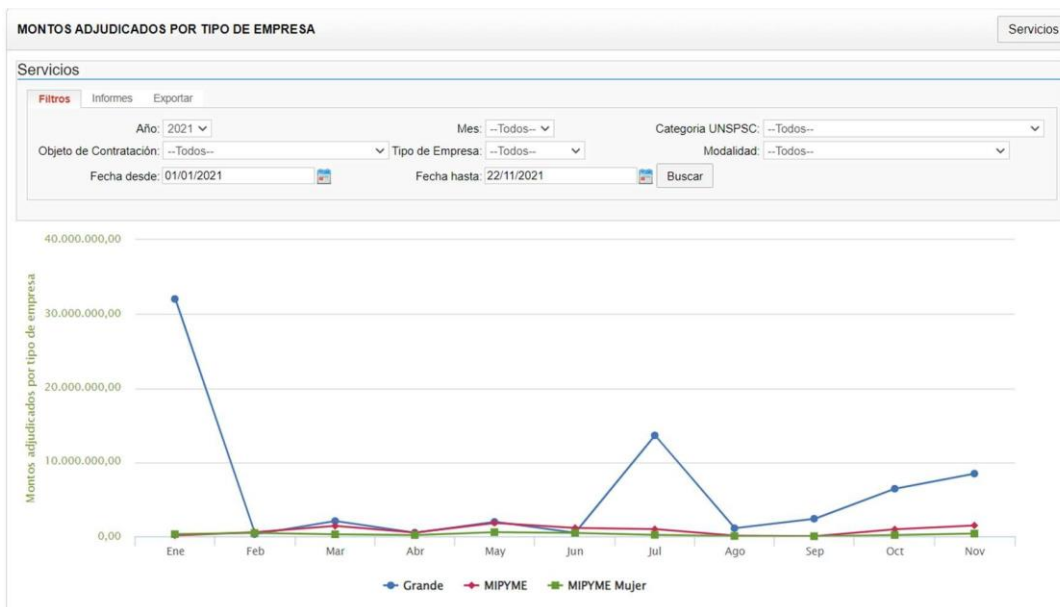 MONTOS ADJUDICADOS POR TIPO DE EMPRESA
Servicios
Servicios
Filtros Informes Exportar
Año: 2021 Mes: --Todos-- Categoria UNSPSC: --Todos--
Objeto de Contratación: --Todos-- Tipo de Empresa: --Todos-- Modalidad: --Todos--
Fecha desde: 01/01/2021 Fecha hasta: 22/11/2021 Buscar
Montos adjudicados por tipo de empresa
40.000.000,00
30.000.000,00
20.000.000,00
10.000.000,00
0,00
Ene Feb Mar Abr May Jun Jul Ago Sep Oct Nov
Grande MIPYME MIPYME Mujer